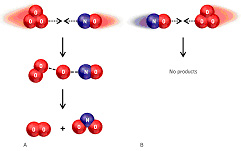 O O O N O N O O O O
O O O N O No products
O O + O N O
A B